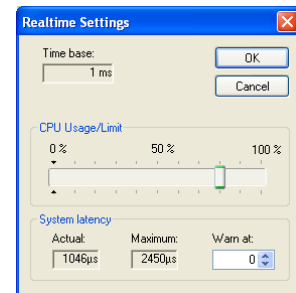 Realtime Settings
Time base:
1 ms
OK
Cancel
CPU Usage/Limit
0 % 50 % 100 %
System latency
Actual: Maximum: Warn at:
1046µs 2450µs 0